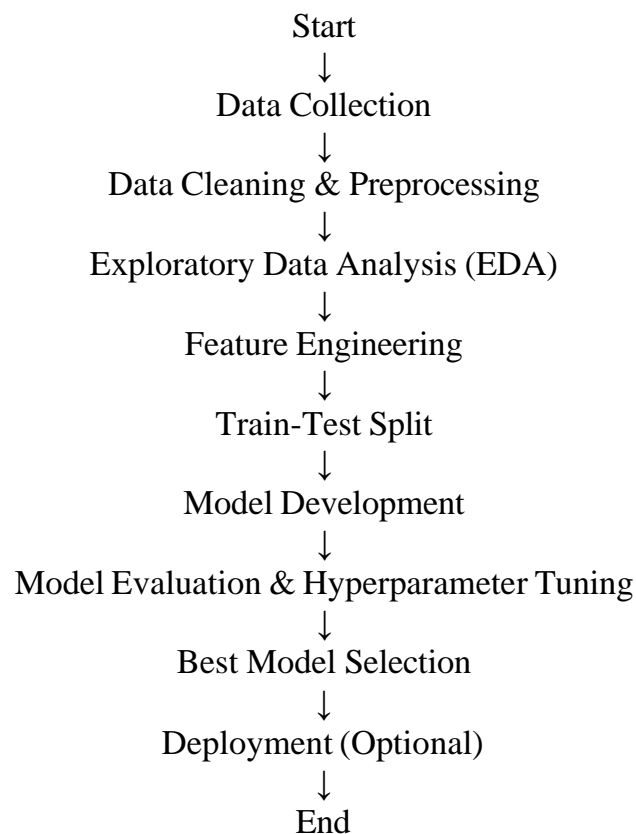 Start
↓
Data Collection
↓
Data Cleaning & Preprocessing
↓
Exploratory Data Analysis (EDA)
↓
Feature Engineering
↓
Train-Test Split
↓
Model Development
↓
Model Evaluation & Hyperparameter Tuning
↓
Best Model Selection
↓
Deployment (Optional)
↓
End